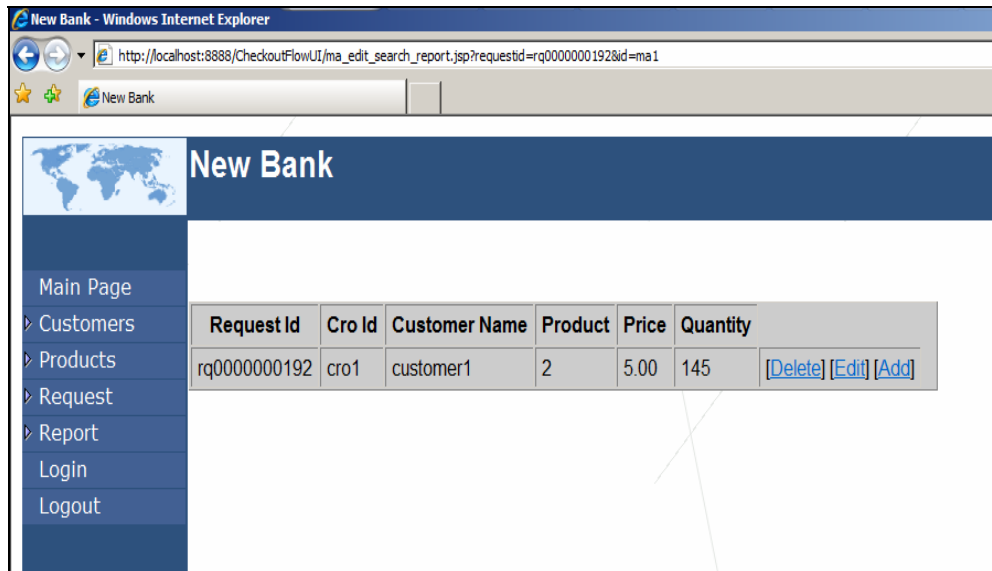 New Bank - Windows Internet Explorer
http://localhost:8888/CheckoutFlowUI/ma_edit_search_report.jsp?requestid=rq0000000192&id=ma1
New Bank
New Bank
Main Page
Customers
Products
Request
Report
Login
Logout
Request Id Cro Id Customer Name Product Price Quantity
rq0000000192 cro1 customer1 2 5.00 145 [Delete] [Edit] [Add]